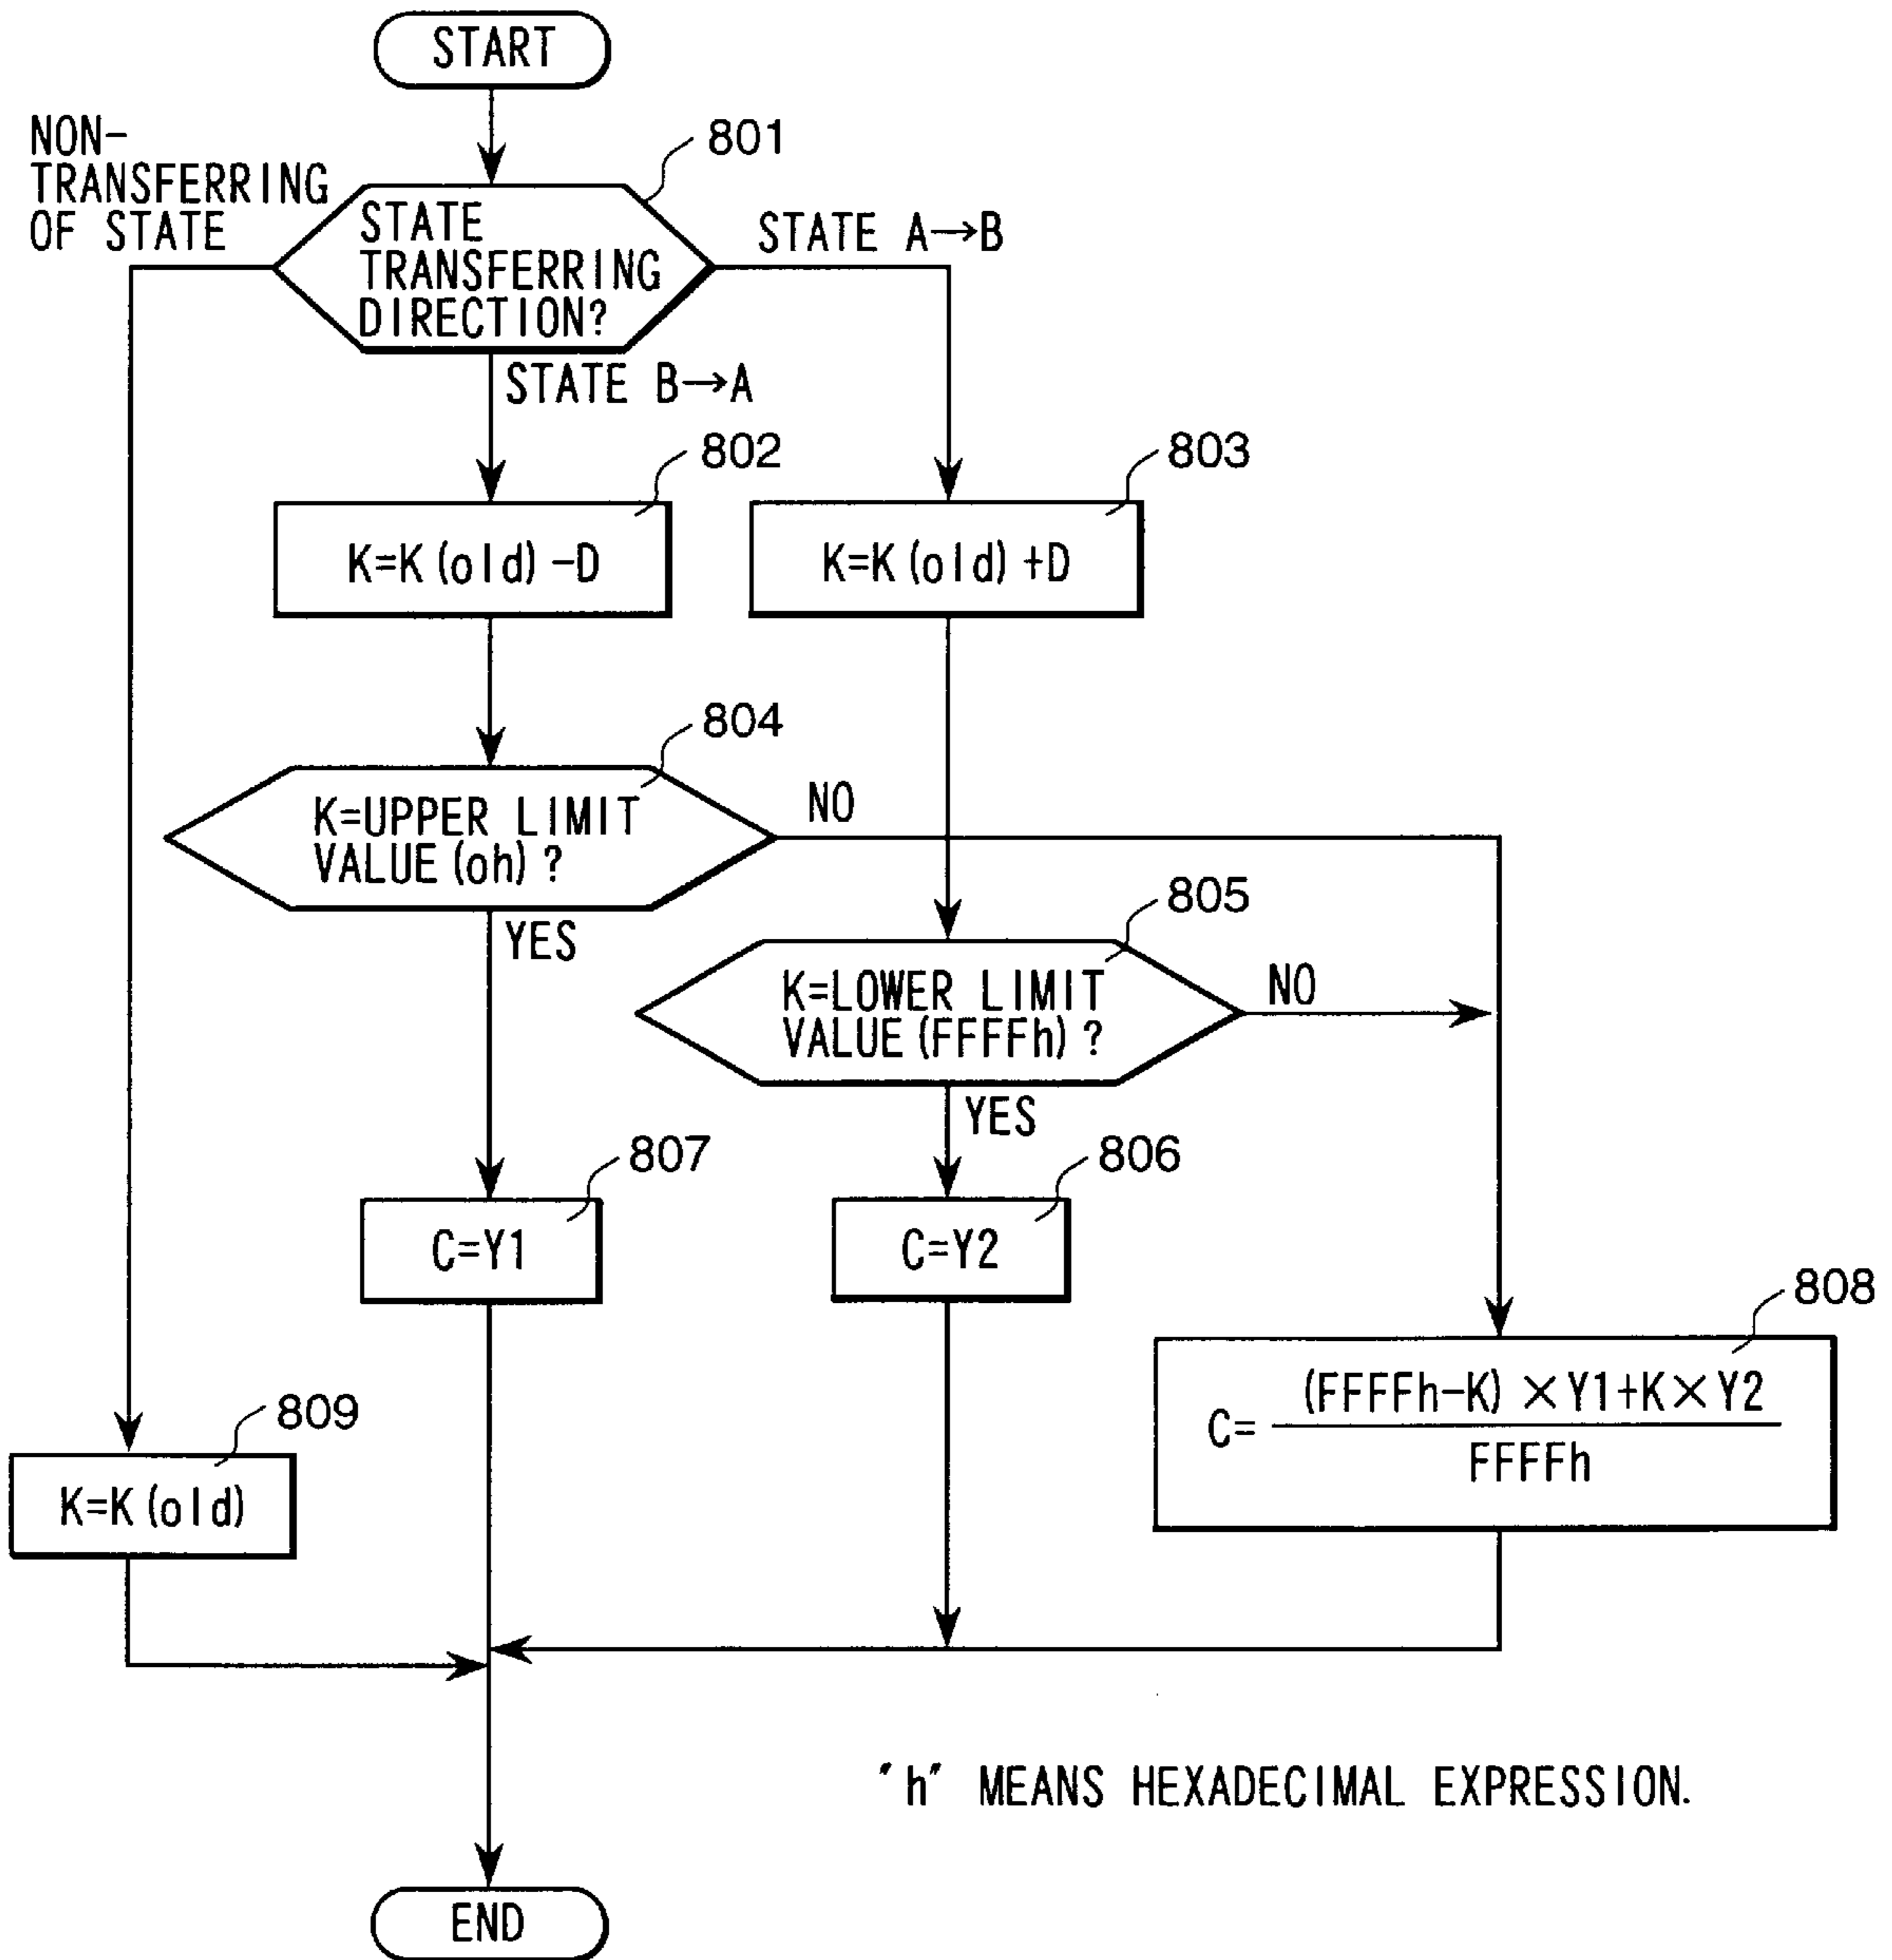 START
NON-
TRANSFERRING
OF STATE
801
STATE
TRANSFERRING
DIRECTION?
STATE A→B
STATE B→A
802
803
K=K(old)-D
K=K(old)+D
804
K=UPPER LIMIT
VALUE(oh)?
NO
YES
805
K=LOWER LIMIT
VALUE(FFFFh)?
NO
YES
807
806
C=Y1
C=Y2
808
C=
(FFFFh-K)×Y1+K×Y2
FFFFh
809
K=K(old)
"h" MEANS HEXADECIMAL EXPRESSION.
END